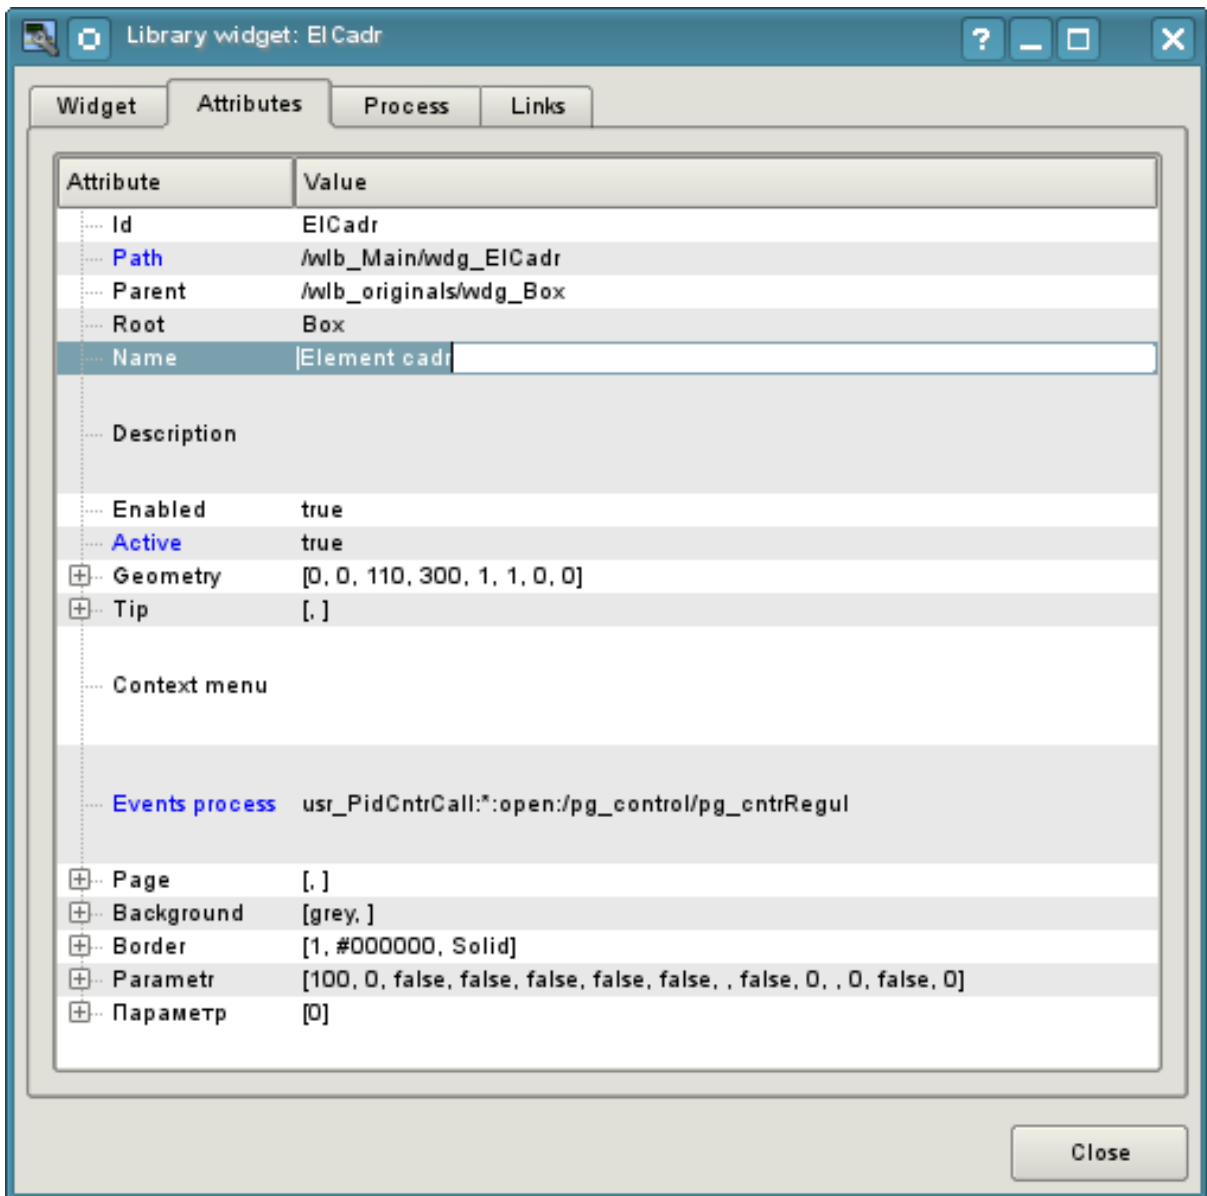 Library widget: ElCadr
?
Widget Attributes Process Links
Attribute Value
Id ElCadr
Path /wlb_Main/wdg_ElCadr
Parent /wlb_originals/wdg_Box
Root Box
Name Element cadr
Description
Enabled true
Active true
Geometry [0, 0, 110, 300, 1, 1, 0, 0]
Tip [, ]
Context menu
Events process usr_PidCntrCall:*:open:/pg_control/pg_cntrRegul
Page [, ]
Background [grey, ]
Border [1, #000000, Solid]
Parametr [100, 0, false, false, false, false, false, , false, 0, , 0, false, 0]
Параметр [0]
Close